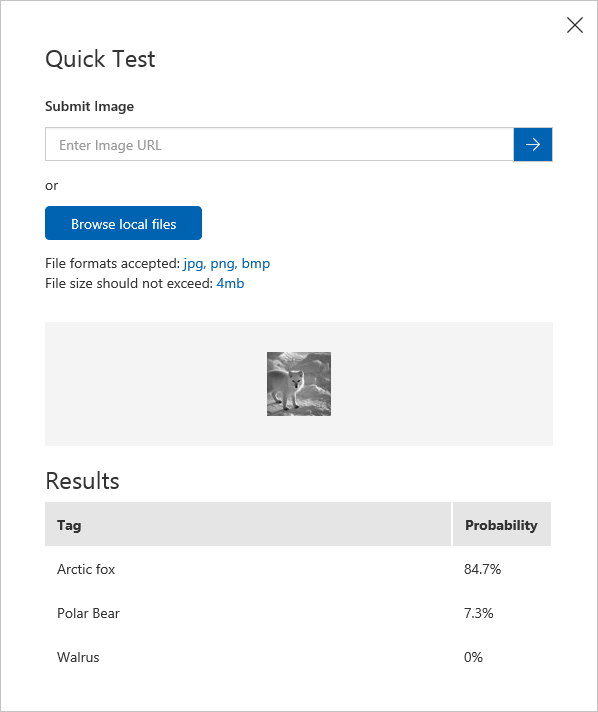 Quick Test
Submit Image
Enter Image URL
or
Browse local files
File formats accepted: jpg, png, bmp
File size should not exceed: 4mb
Results
Tag Probability
Arctic fox 84.7%
Polar Bear 7.3%
Walrus 0%